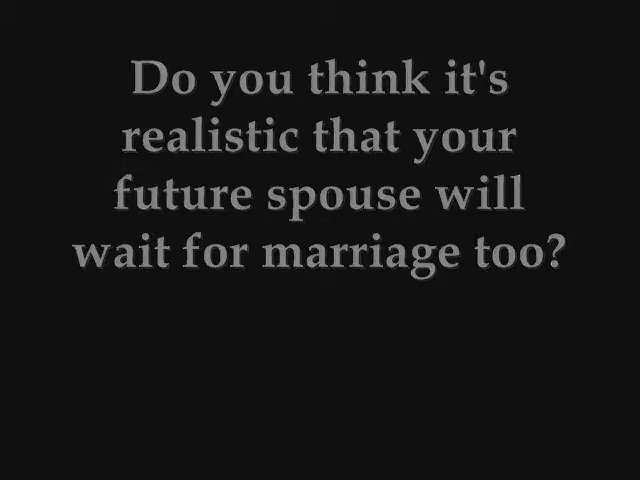 Do you think it's
realistic that your
future spouse will
wait for marriage too?